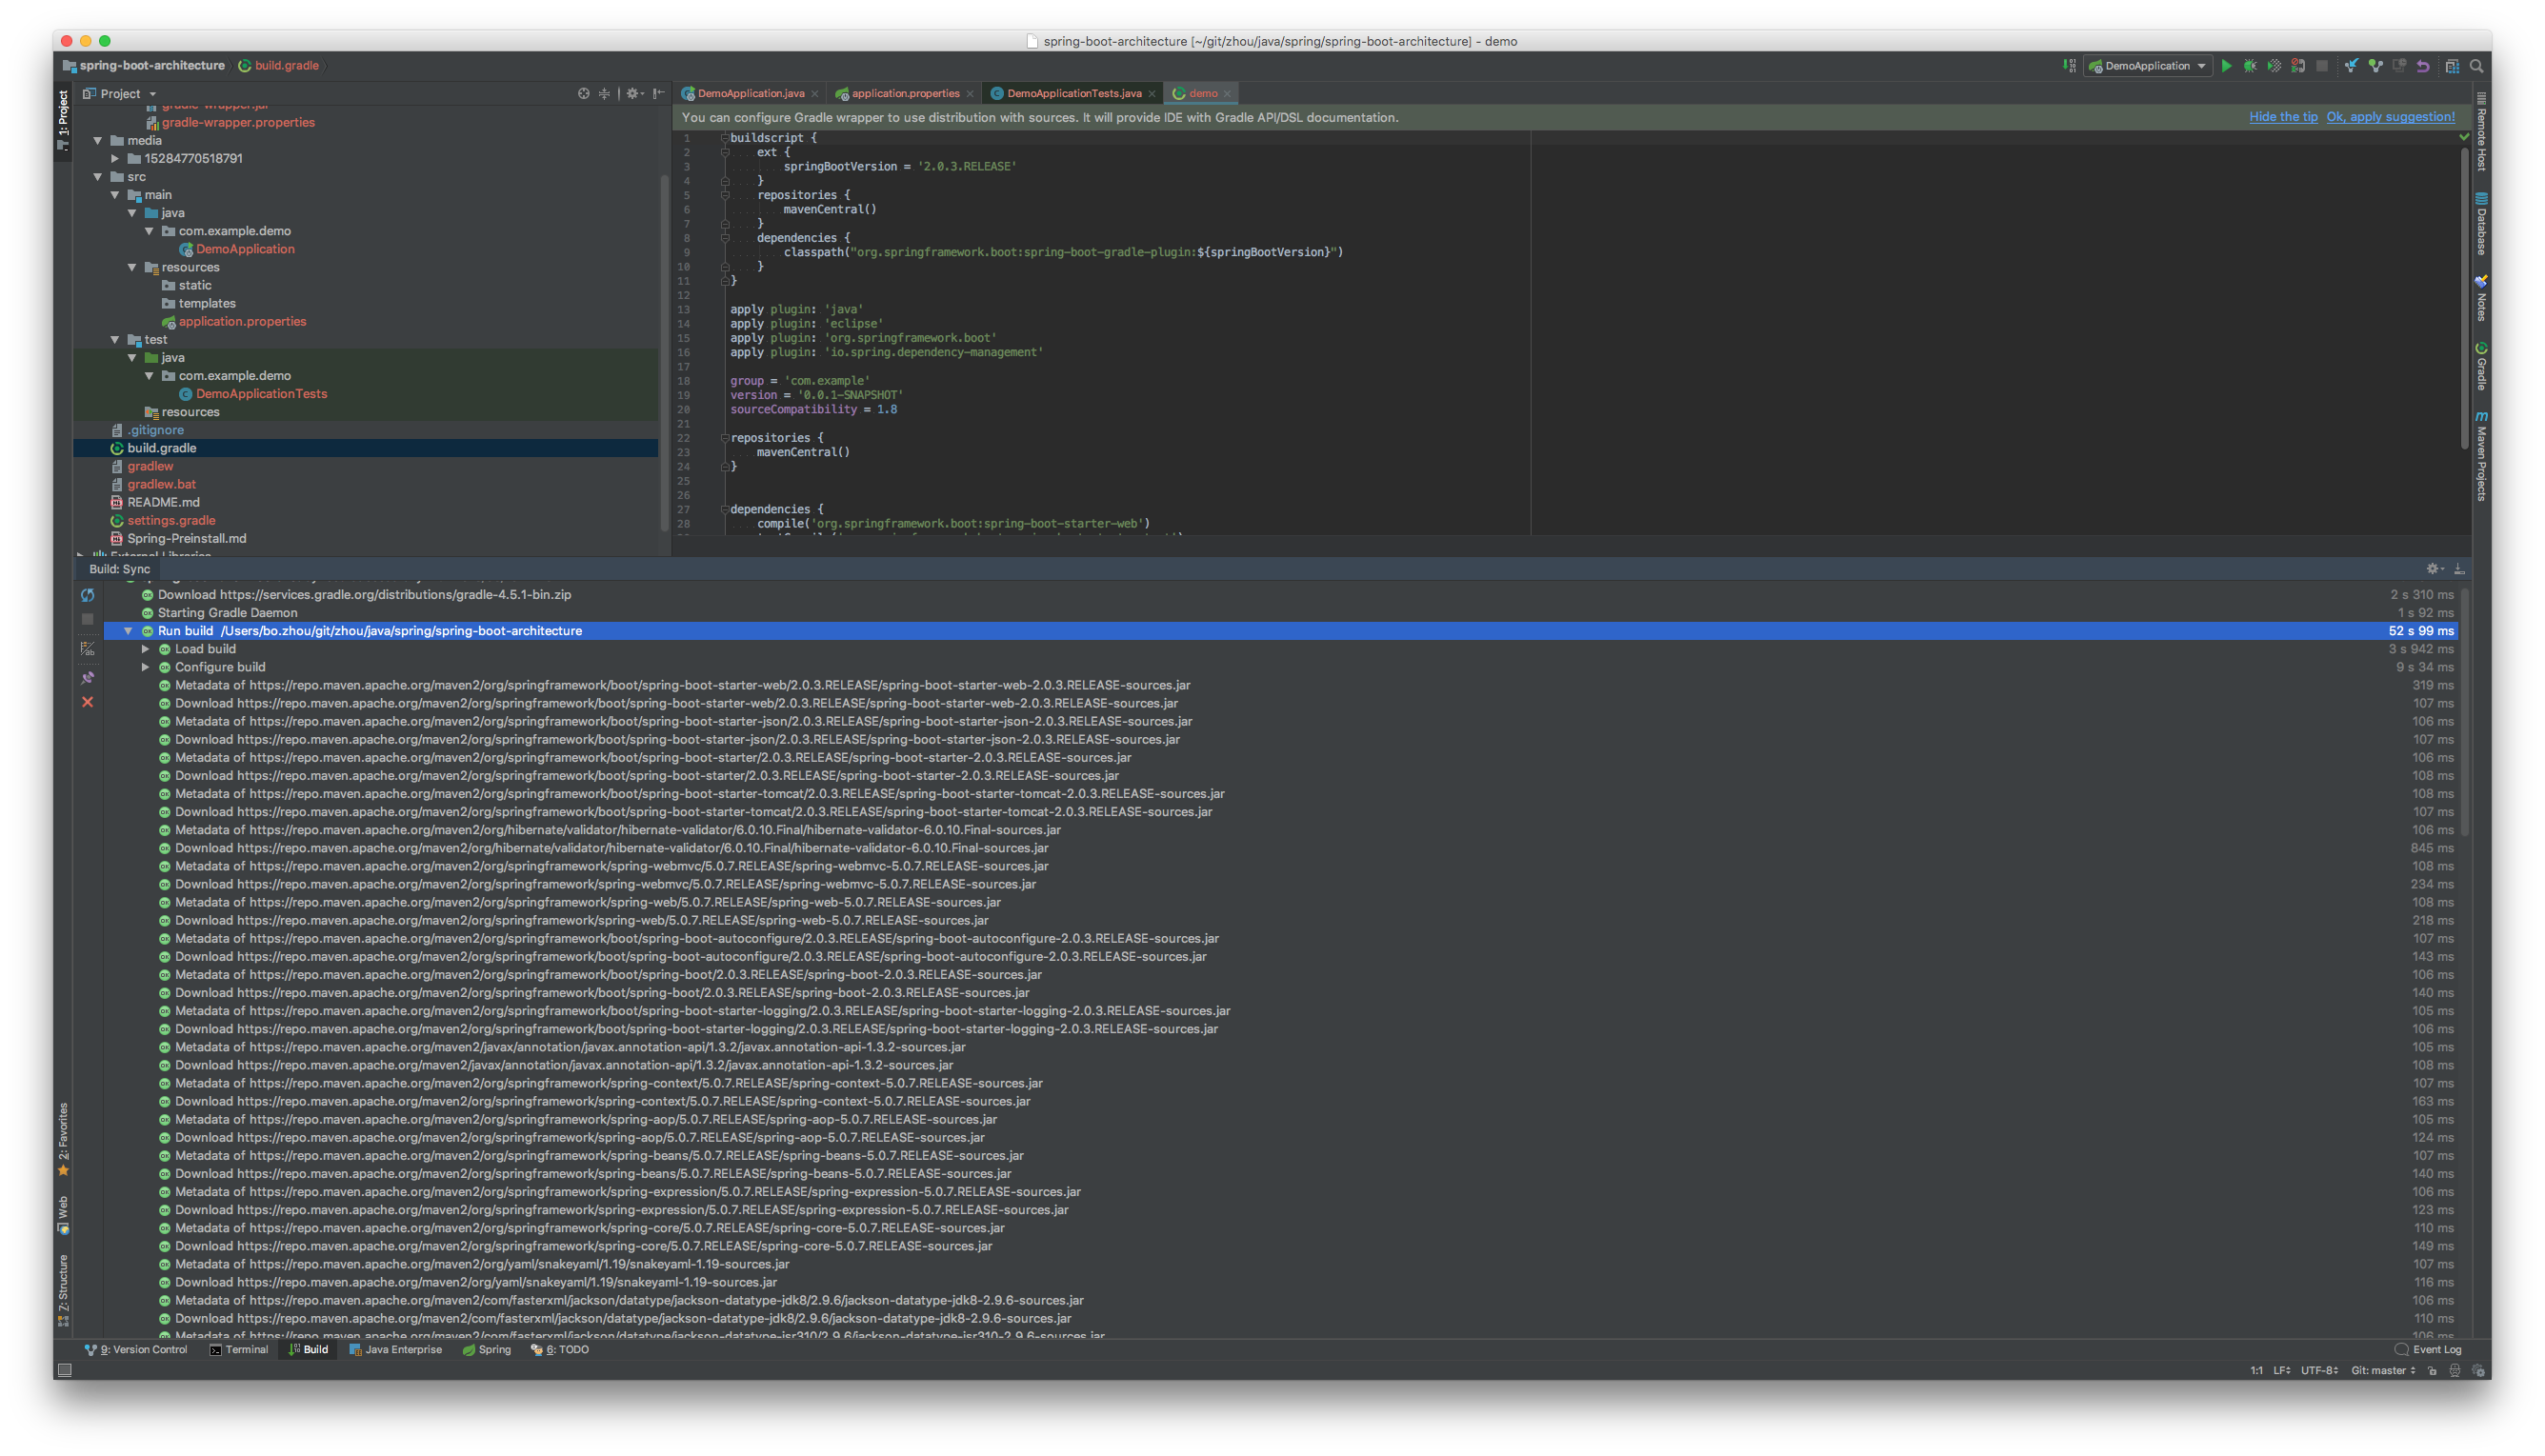 spring-boot-architecture [~/git/zhou/java/spring/spring-boot-architecture] - demo
spring-boot-architecture build.gradle
DemoApplication
1: Project
Project
gradle-wrapper.jar
gradle-wrapper.properties
media
15284770518791
src
main
java
com.example.demo
DemoApplication
resources
static
templates
application.properties
test
java
com.example.demo
DemoApplicationTests
resources
.gitignore
build.gradle
gradlew
gradlew.bat
README.md
settings.gradle
Spring-Preinstall.md
External Libraries
DemoApplication.java application.properties DemoApplicationTests.java demo
You can configure Gradle wrapper to use distribution with sources. It will provide IDE with Gradle API/DSL documentation. Hide the tip Ok, apply suggestion!
1 buildscript {
2 ext {
3 springBootVersion = '2.0.3.RELEASE'
4 }
5 repositories {
6 mavenCentral()
7 }
8 dependencies {
9 classpath("org.springframework.boot:spring-boot-gradle-plugin:${springBootVersion}")
10 }
11 }
12
13 apply plugin: 'java'
14 apply plugin: 'eclipse'
15 apply plugin: 'org.springframework.boot'
16 apply plugin: 'io.spring.dependency-management'
17
18 group = 'com.example'
19 version = '0.0.1-SNAPSHOT'
20 sourceCompatibility = 1.8
21
22 repositories {
23 mavenCentral()
24 }
25
26
27 dependencies {
28 compile('org.springframework.boot:spring-boot-starter-web')
Remote Host
Database
Notes
Gradle
Maven Projects
Build: Sync
Download https://services.gradle.org/distributions/gradle-4.5.1-bin.zip 2 s 310 ms
Starting Gradle Daemon 1 s 92 ms
Run build /Users/bo.zhou/git/zhou/java/spring/spring-boot-architecture 52 s 99 ms
Load build 3 s 942 ms
Configure build 9 s 34 ms
Metadata of https://repo.maven.apache.org/maven2/org/springframework/boot/spring-boot-starter-web/2.0.3.RELEASE/spring-boot-starter-web-2.0.3.RELEASE-sources.jar 319 ms
Download https://repo.maven.apache.org/maven2/org/springframework/boot/spring-boot-starter-web/2.0.3.RELEASE/spring-boot-starter-web-2.0.3.RELEASE-sources.jar 107 ms
Metadata of https://repo.maven.apache.org/maven2/org/springframework/boot/spring-boot-starter-json/2.0.3.RELEASE/spring-boot-starter-json-2.0.3.RELEASE-sources.jar 106 ms
Download https://repo.maven.apache.org/maven2/org/springframework/boot/spring-boot-starter-json/2.0.3.RELEASE/spring-boot-starter-json-2.0.3.RELEASE-sources.jar 107 ms
Metadata of https://repo.maven.apache.org/maven2/org/springframework/boot/spring-boot-starter/2.0.3.RELEASE/spring-boot-starter-2.0.3.RELEASE-sources.jar 106 ms
Download https://repo.maven.apache.org/maven2/org/springframework/boot/spring-boot-starter/2.0.3.RELEASE/spring-boot-starter-2.0.3.RELEASE-sources.jar 108 ms
Metadata of https://repo.maven.apache.org/maven2/org/springframework/boot/spring-boot-starter-tomcat/2.0.3.RELEASE/spring-boot-starter-tomcat-2.0.3.RELEASE-sources.jar 108 ms
Download https://repo.maven.apache.org/maven2/org/springframework/boot/spring-boot-starter-tomcat/2.0.3.RELEASE/spring-boot-starter-tomcat-2.0.3.RELEASE-sources.jar 107 ms
Metadata of https://repo.maven.apache.org/maven2/org/hibernate/validator/hibernate-validator/6.0.10.Final/hibernate-validator-6.0.10.Final-sources.jar 106 ms
Download https://repo.maven.apache.org/maven2/org/hibernate/validator/hibernate-validator/6.0.10.Final/hibernate-validator-6.0.10.Final-sources.jar 845 ms
Metadata of https://repo.maven.apache.org/maven2/org/springframework/spring-webmvc/5.0.7.RELEASE/spring-webmvc-5.0.7.RELEASE-sources.jar 108 ms
Download https://repo.maven.apache.org/maven2/org/springframework/spring-webmvc/5.0.7.RELEASE/spring-webmvc-5.0.7.RELEASE-sources.jar 234 ms
Metadata of https://repo.maven.apache.org/maven2/org/springframework/spring-web/5.0.7.RELEASE/spring-web-5.0.7.RELEASE-sources.jar 108 ms
Download https://repo.maven.apache.org/maven2/org/springframework/spring-web/5.0.7.RELEASE/spring-web-5.0.7.RELEASE-sources.jar 218 ms
Metadata of https://repo.maven.apache.org/maven2/org/springframework/boot/spring-boot-autoconfigure/2.0.3.RELEASE/spring-boot-autoconfigure-2.0.3.RELEASE-sources.jar 107 ms
Download https://repo.maven.apache.org/maven2/org/springframework/boot/spring-boot-autoconfigure/2.0.3.RELEASE/spring-boot-autoconfigure-2.0.3.RELEASE-sources.jar 143 ms
Metadata of https://repo.maven.apache.org/maven2/org/springframework/boot/spring-boot/2.0.3.RELEASE/spring-boot-2.0.3.RELEASE-sources.jar 106 ms
Download https://repo.maven.apache.org/maven2/org/springframework/boot/spring-boot/2.0.3.RELEASE/spring-boot-2.0.3.RELEASE-sources.jar 140 ms
Metadata of https://repo.maven.apache.org/maven2/org/springframework/boot/spring-boot-starter-logging/2.0.3.RELEASE/spring-boot-starter-logging-2.0.3.RELEASE-sources.jar 105 ms
Download https://repo.maven.apache.org/maven2/org/springframework/boot/spring-boot-starter-logging/2.0.3.RELEASE/spring-boot-starter-logging-2.0.3.RELEASE-sources.jar 106 ms
Metadata of https://repo.maven.apache.org/maven2/javax/annotation/javax.annotation-api/1.3.2/javax.annotation-api-1.3.2-sources.jar 105 ms
Download https://repo.maven.apache.org/maven2/javax/annotation/javax.annotation-api/1.3.2/javax.annotation-api-1.3.2-sources.jar 108 ms
Metadata of https://repo.maven.apache.org/maven2/org/springframework/spring-context/5.0.7.RELEASE/spring-context-5.0.7.RELEASE-sources.jar 107 ms
Download https://repo.maven.apache.org/maven2/org/springframework/spring-context/5.0.7.RELEASE/spring-context-5.0.7.RELEASE-sources.jar 163 ms
Metadata of https://repo.maven.apache.org/maven2/org/springframework/spring-aop/5.0.7.RELEASE/spring-aop-5.0.7.RELEASE-sources.jar 105 ms
Download https://repo.maven.apache.org/maven2/org/springframework/spring-aop/5.0.7.RELEASE/spring-aop-5.0.7.RELEASE-sources.jar 124 ms
Metadata of https://repo.maven.apache.org/maven2/org/springframework/spring-beans/5.0.7.RELEASE/spring-beans-5.0.7.RELEASE-sources.jar 107 ms
Download https://repo.maven.apache.org/maven2/org/springframework/spring-beans/5.0.7.RELEASE/spring-beans-5.0.7.RELEASE-sources.jar 140 ms
Metadata of https://repo.maven.apache.org/maven2/org/springframework/spring-expression/5.0.7.RELEASE/spring-expression-5.0.7.RELEASE-sources.jar 106 ms
Download https://repo.maven.apache.org/maven2/org/springframework/spring-expression/5.0.7.RELEASE/spring-expression-5.0.7.RELEASE-sources.jar 123 ms
Metadata of https://repo.maven.apache.org/maven2/org/springframework/spring-core/5.0.7.RELEASE/spring-core-5.0.7.RELEASE-sources.jar 110 ms
Download https://repo.maven.apache.org/maven2/org/springframework/spring-core/5.0.7.RELEASE/spring-core-5.0.7.RELEASE-sources.jar 149 ms
Metadata of https://repo.maven.apache.org/maven2/org/yaml/snakeyaml/1.19/snakeyaml-1.19-sources.jar 107 ms
Download https://repo.maven.apache.org/maven2/org/yaml/snakeyaml/1.19/snakeyaml-1.19-sources.jar 116 ms
Metadata of https://repo.maven.apache.org/maven2/com/fasterxml/jackson/datatype/jackson-datatype-jdk8/2.9.6/jackson-datatype-jdk8-2.9.6-sources.jar 106 ms
Download https://repo.maven.apache.org/maven2/com/fasterxml/jackson/datatype/jackson-datatype-jdk8/2.9.6/jackson-datatype-jdk8-2.9.6-sources.jar 110 ms
Metadata of https://repo.maven.apache.org/maven2/com/fasterxml/jackson/datatype/jackson-datatype-jsr310/2.9.6/jackson-datatype-jsr310-2.9.6-sources.jar 106 ms
2: Favorites
Web
Z: Structure
9: Version Control Terminal Build Java Enterprise Spring 6: TODO Event Log
1:1 LF UTF-8 Git: master